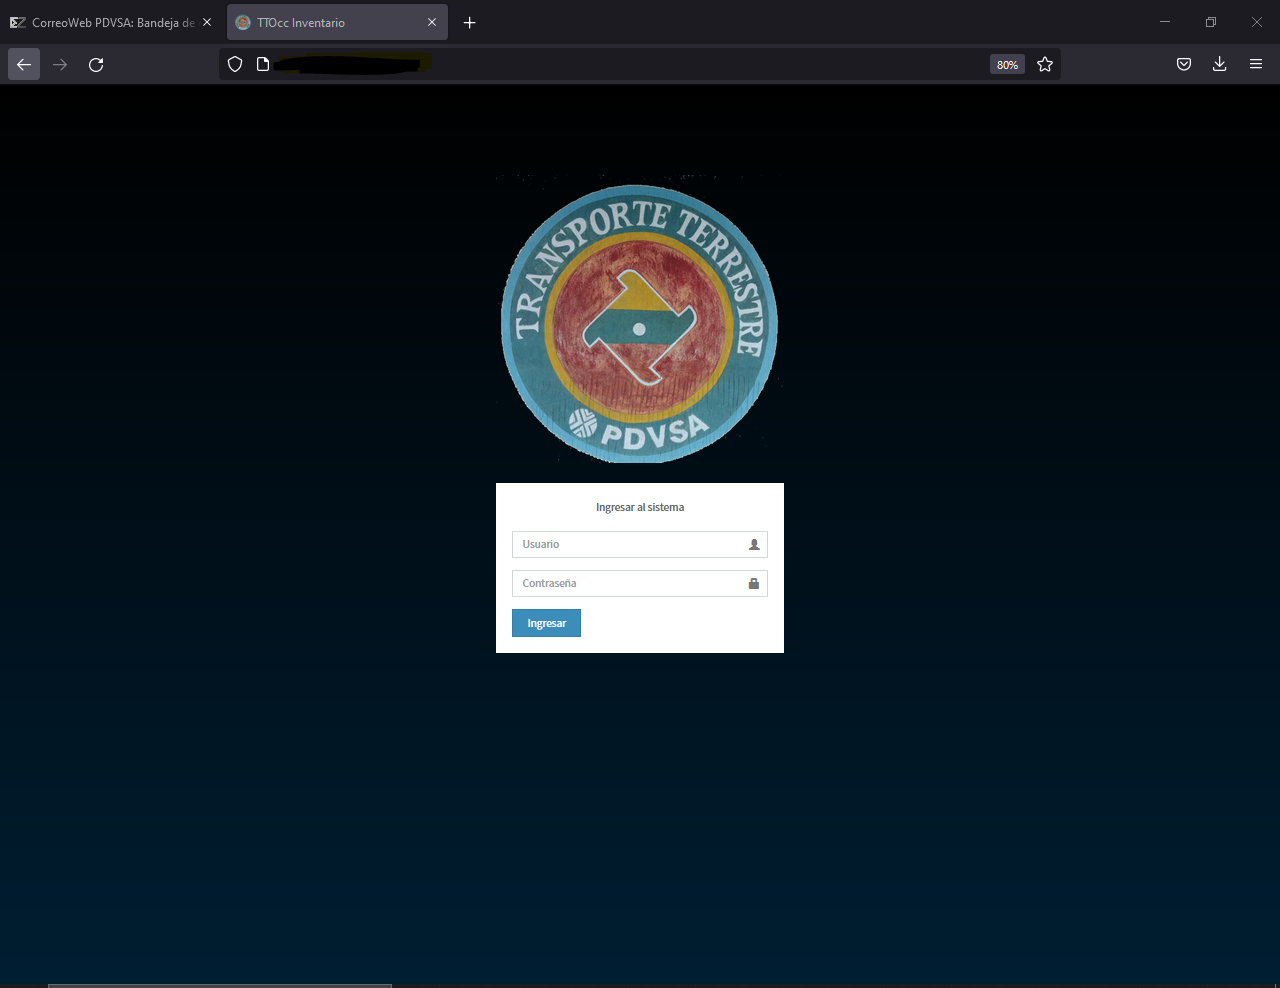 CorreoWeb PDVSA: Bandeja de
TTOcc Inventario
80%
TRANSPORTE TERRESTRE
PDVSA
Ingresar al sistema
Usuario
Contraseña
Ingresar